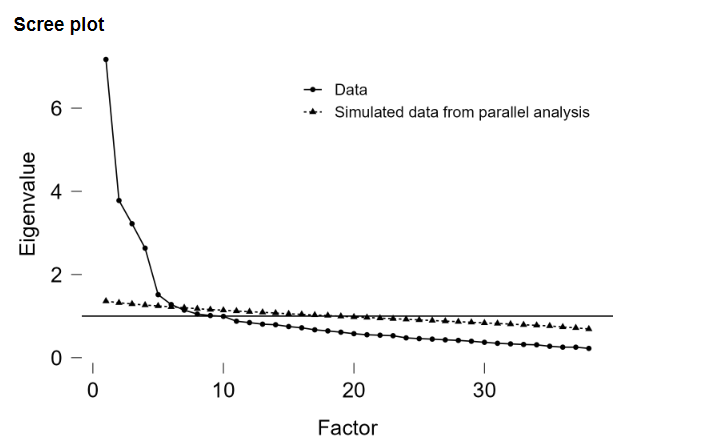 Scree plot
Data
Simulated data from parallel analysis
Eigenvalue
6
4
2
0
0 10 20 30
Factor